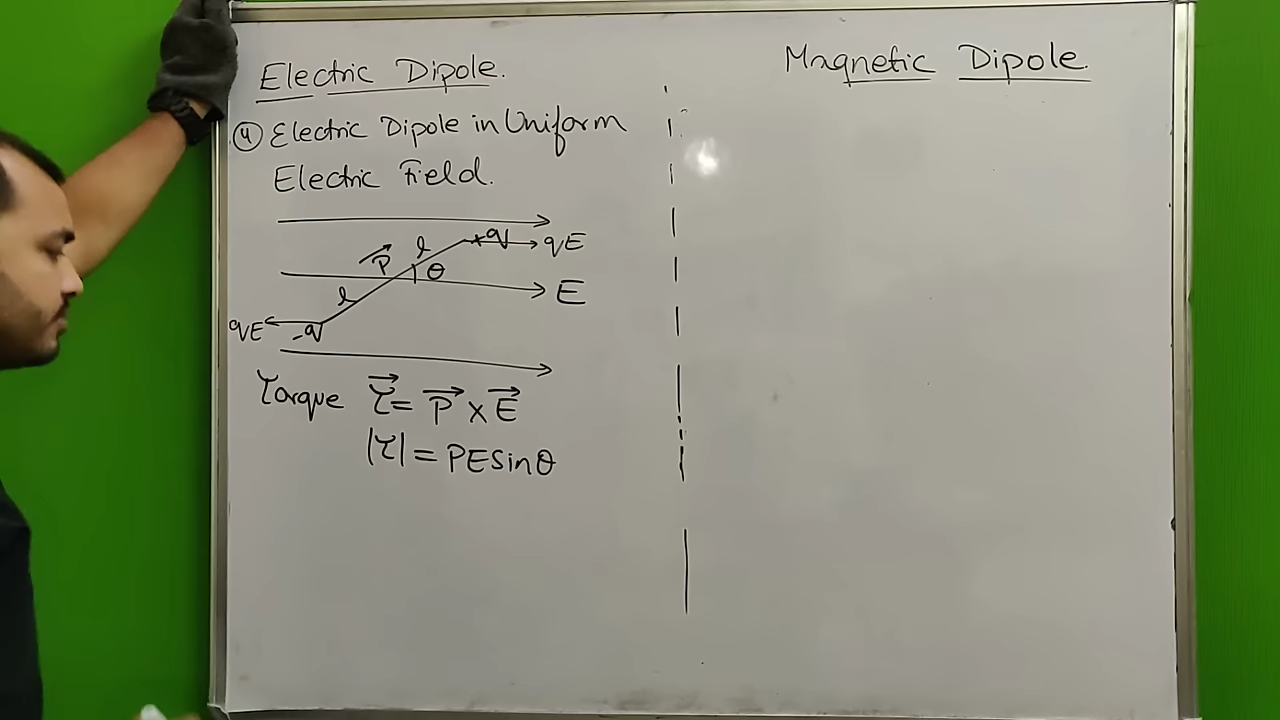 Electric Dipole.
Magnetic Dipole.
④ Electric Dipole in Uniform
Electric Field.
+q qE
P⃗ l θ
E
l
qE -q
Torque τ⃗ = P⃗ × E⃗
|τ| = PEsinθ